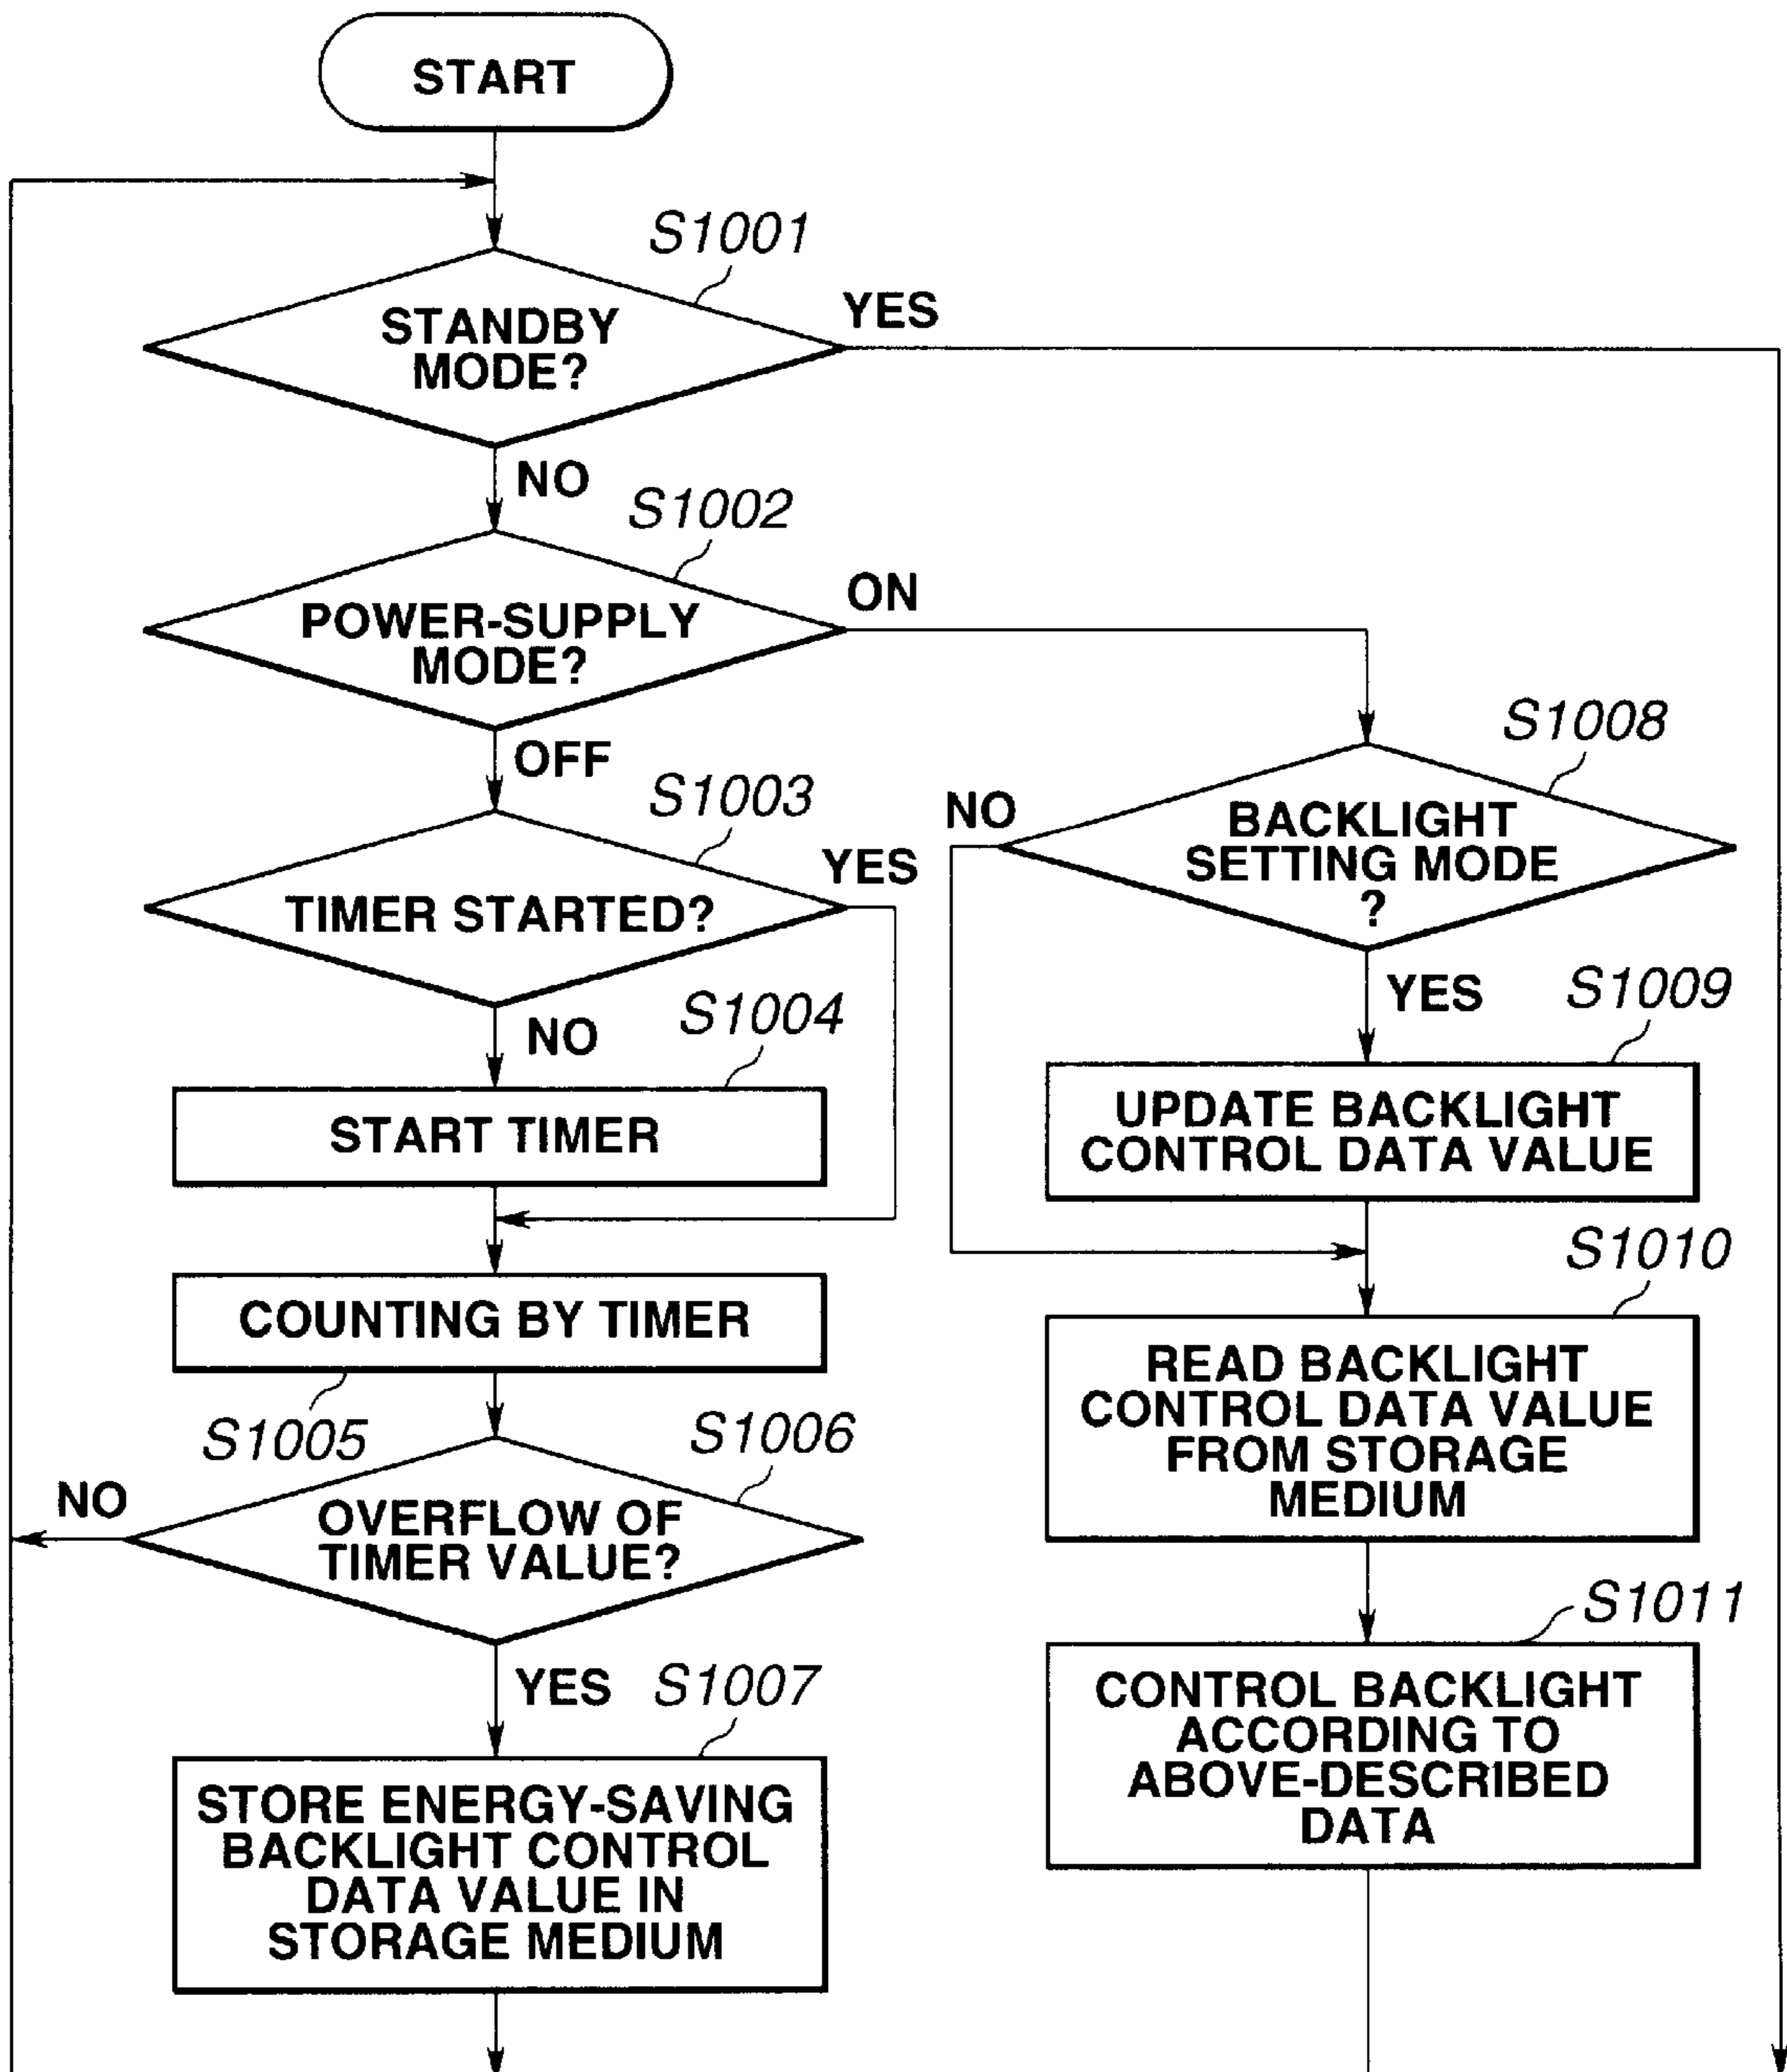 START
S1001
STANDBY
MODE?
YES
NO
S1002
POWER-SUPPLY
MODE?
ON
OFF
S1003
TIMER STARTED?
YES
NO
S1004
START TIMER
COUNTING BY TIMER
S1005
S1006
OVERFLOW OF
TIMER VALUE?
NO
YES
S1007
STORE ENERGY-SAVING
BACKLIGHT CONTROL
DATA VALUE IN
STORAGE MEDIUM
S1008
BACKLIGHT
SETTING MODE
?
NO
YES
S1009
UPDATE BACKLIGHT
CONTROL DATA VALUE
S1010
READ BACKLIGHT
CONTROL DATA VALUE
FROM STORAGE
MEDIUM
S1011
CONTROL BACKLIGHT
ACCORDING TO
ABOVE-DESCRIBED
DATA